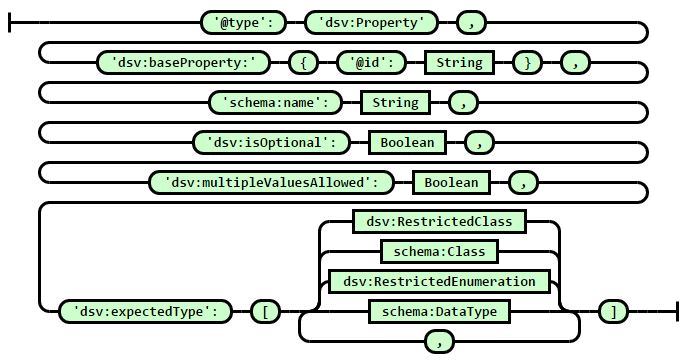 '@type': 'dsv:Property' ,
'dsv:baseProperty:' { '@id': String } ,
'schema:name': String ,
'dsv:isOptional': Boolean ,
'dsv:multipleValuesAllowed': Boolean ,
dsv:RestrictedClass
schema:Class
dsv:RestrictedEnumeration
'dsv:expectedType': [ schema:DataType ]
,